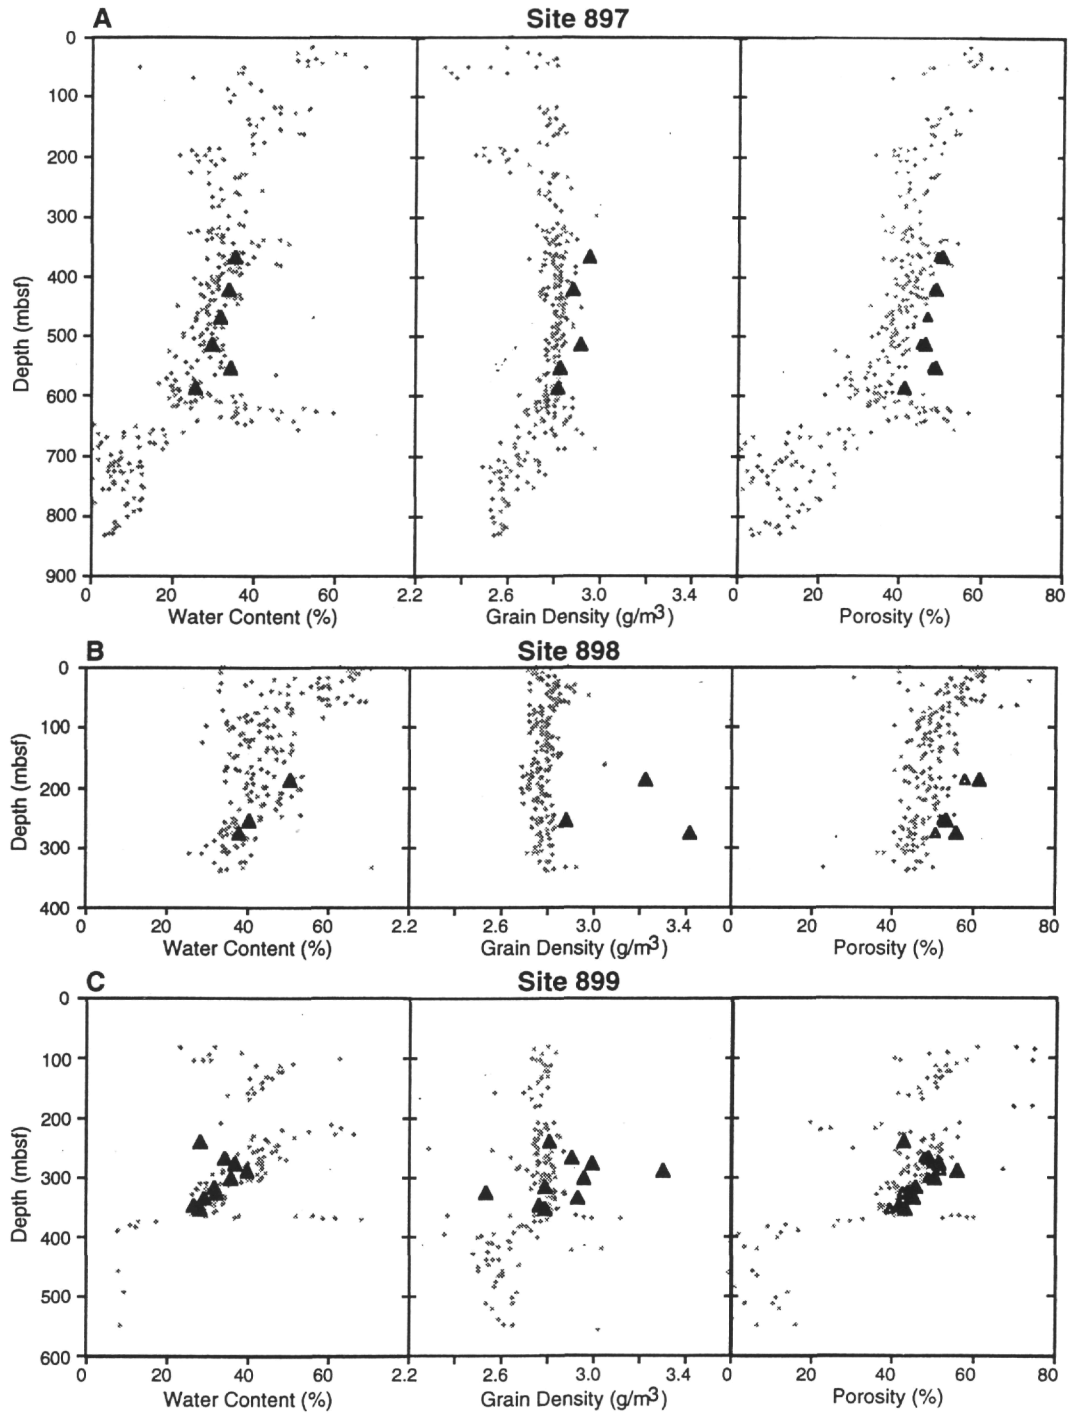 A Site 897
0
100
200
300
400
500
600
700
800
900
Depth (mbsf)
0 20 40 60 2.2 2.6 3.0 3.4 0 20 40 60 80
Water Content (%) Grain Density (g/m³) Porosity (%)
B Site 898
0
100
200
300
400
Depth (mbsf)
0 20 40 60 2.2 2.6 3.0 3.4 0 20 40 60 80
Water Content (%) Grain Density (g/m³) Porosity (%)
C Site 899
0
100
200
300
400
500
600
Depth (mbsf)
0 20 40 60 2.2 2.6 3.0 3.4 0 20 40 60 80
Water Content (%) Grain Density (g/m³) Porosity (%)